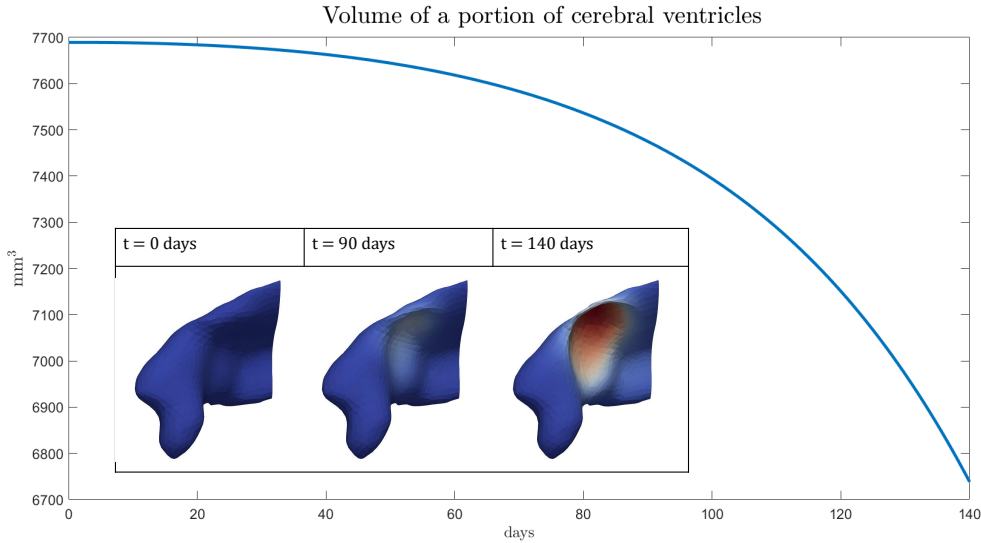 Volume of a portion of cerebral ventricles
7700
7600
7500
7400
7300
7200
7100
7000
6900
6800
6700
mm³
t = 0 days t = 90 days t = 140 days
0 20 40 60 80 100 120 140
days